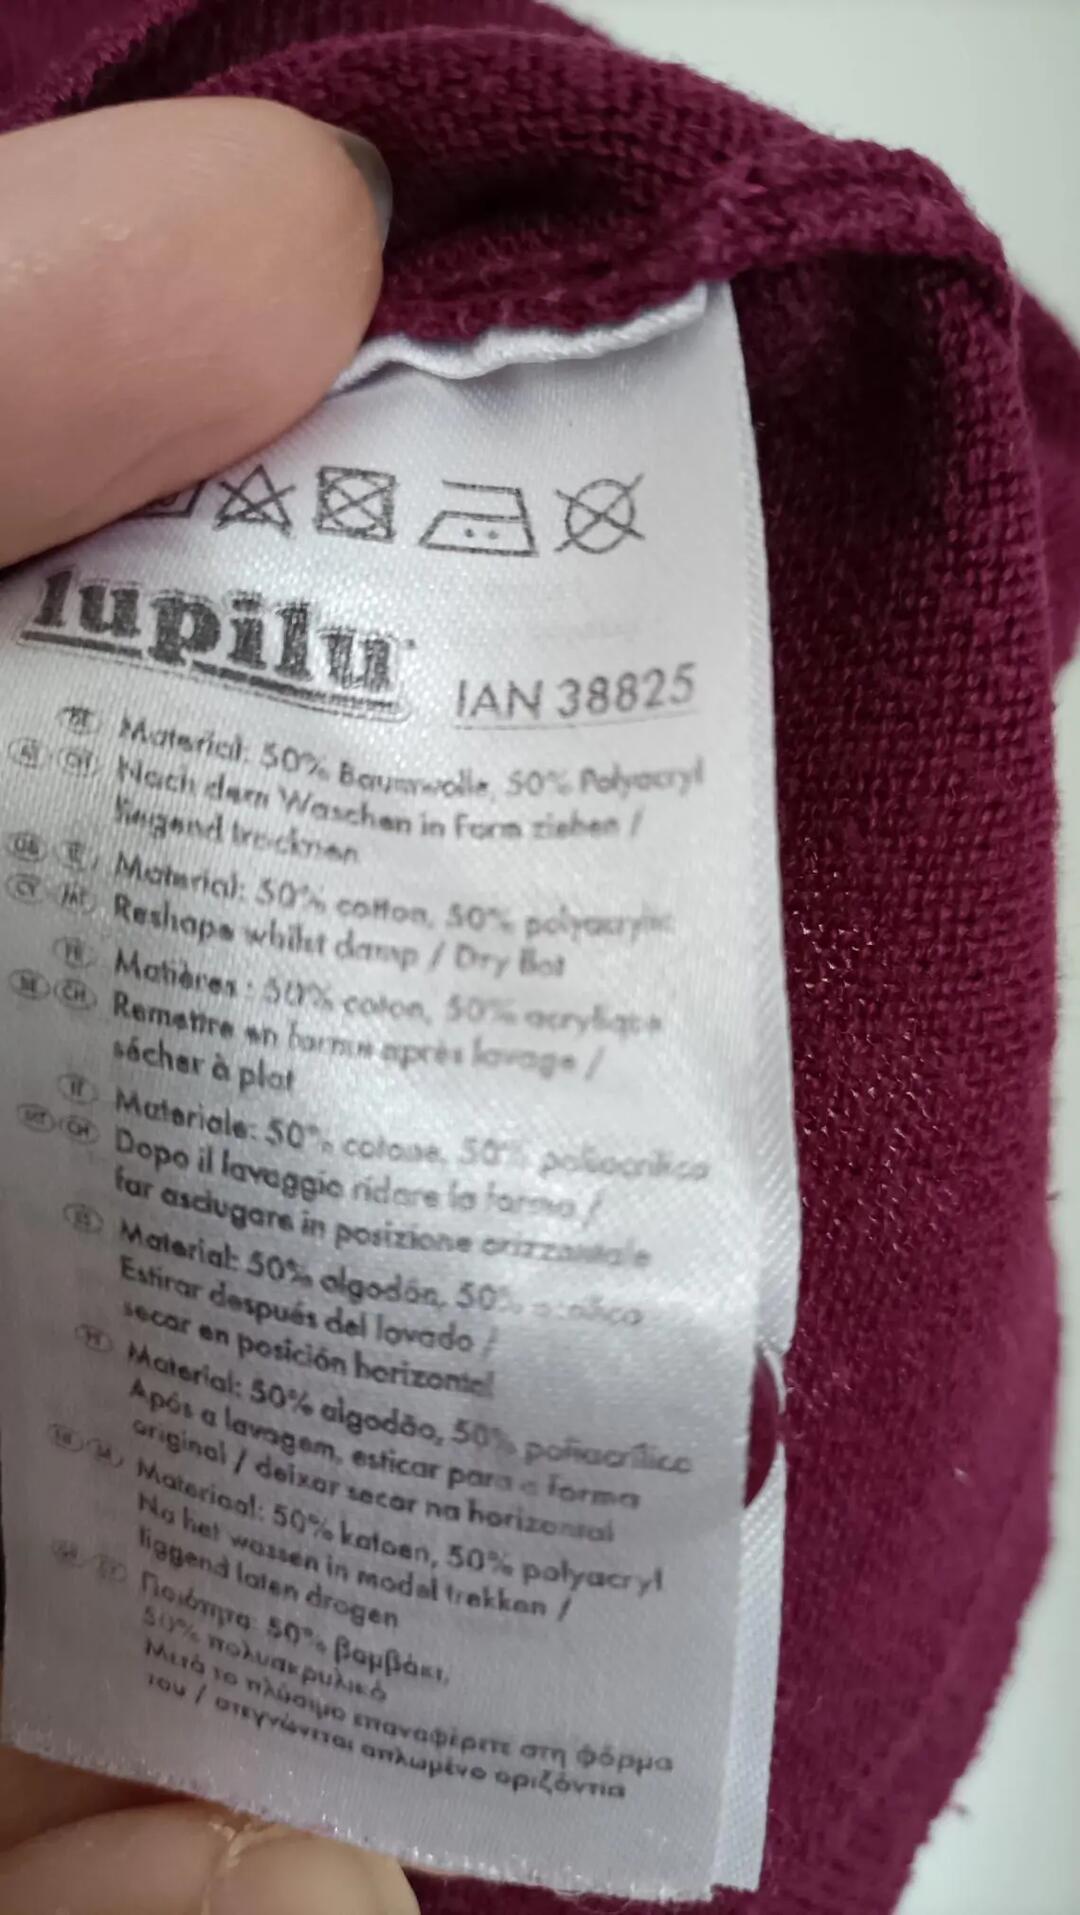 lupilu
IAN 38825
Material: 50% Baumwolle, 50% Polyacryl
Nach dem Waschen in Form ziehen /
liegend trocknen
Material: 50% cotton, 50% polyacrylic
Reshape whilst damp / Dry flat
Matières : 50% coton, 50% acrylique
Remettre en forme après lavage /
sécher à plat
Materiale: 50% cotone, 50% poliacrilico
Dopo il lavaggio ridare la forma /
far asciugare in posizione orizzontale
Material: 50% algodón, 50% acrílico
Estirar después del lavado /
secar en posición horizontal
Material: 50% algodão, 50% poliacrílico
Após a lavagem, esticar para a forma
original / deixar secar na horizontal
Materiaal: 50% katoen, 50% polyacryl
Na het wassen in model trekken /
liggend laten drogen
Ποιότητα: 50% βαμβάκι,
50% πολυακρυλικό
Μετά το πλύσιμο επαναφέρετε στη φόρμα
του / στεγνώνεται απλωμένο οριζόντια